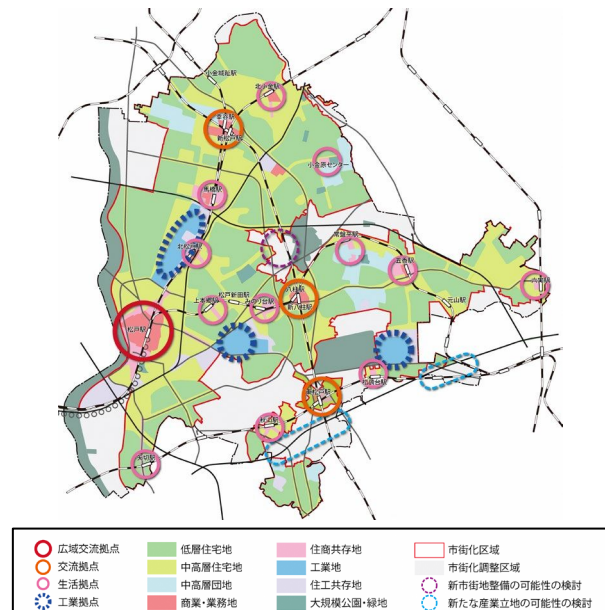 小金城趾駅
北小金駅
幸谷駅
新松戸駅
小金原センター
馬橋駅
常盤平駅
北松戸駅
五香駅
八柱駅
松戸新田駅
みのり台駅
上本郷駅
新八柱駅
元山駅
六実駅
松戸駅
松飛台駅
東松戸駅
秋山駅
矢切駅
広域交流拠点
交流拠点
生活拠点
工業拠点
低層住宅地
中高層住宅地
中高層団地
商業・業務地
住商共存地
工業地
住工共存地
大規模公園・緑地
市街化区域
市街化調整区域
新市街地整備の可能性の検討
新たな産業立地の可能性の検討